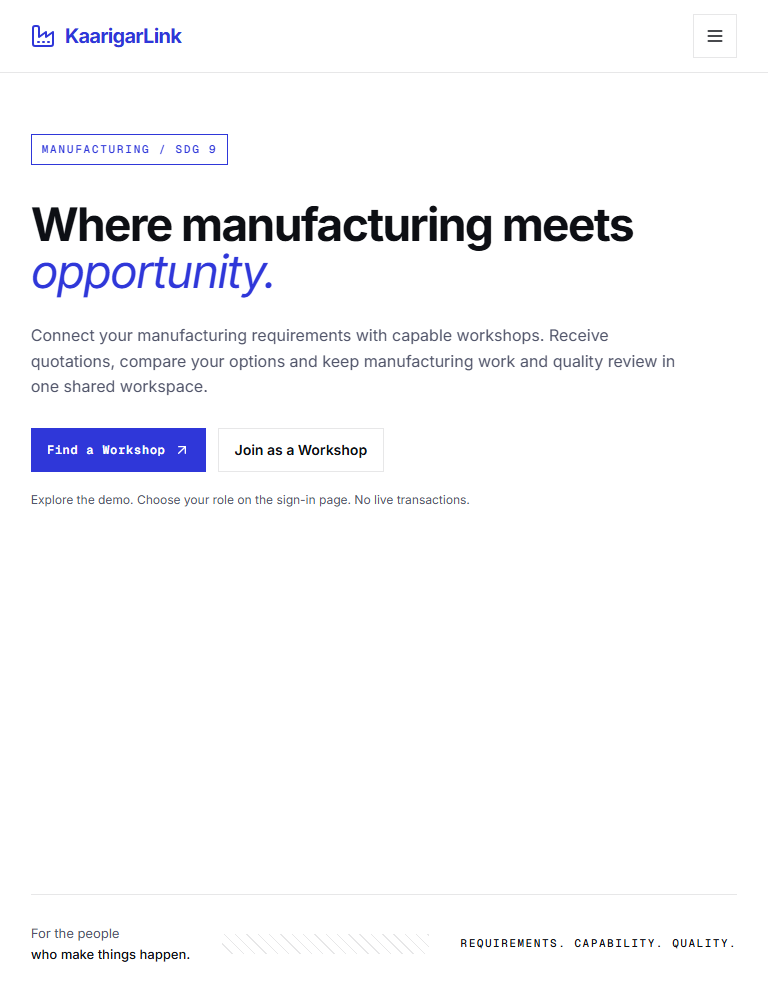 KaarigarLink
MANUFACTURING / SDG 9
Where manufacturing meets
opportunity.
Connect your manufacturing requirements with capable workshops. Receive
quotations, compare your options and keep manufacturing work and quality review in
one shared workspace.
Find a Workshop
Join as a Workshop
Explore the demo. Choose your role on the sign-in page. No live transactions.
For the people
who make things happen.
REQUIREMENTS. CAPABILITY. QUALITY.